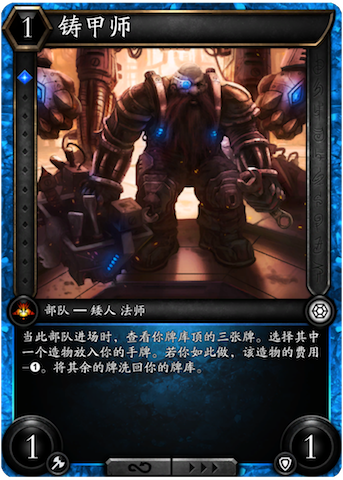 1 铸甲师
部队 — 矮人 法师
当此部队进场时，查看你牌库顶的三张牌。选择其中
一个造物放入你的手牌。若你如此做，该造物的费用
-❶。将其余的牌洗回你的牌库。
1 1